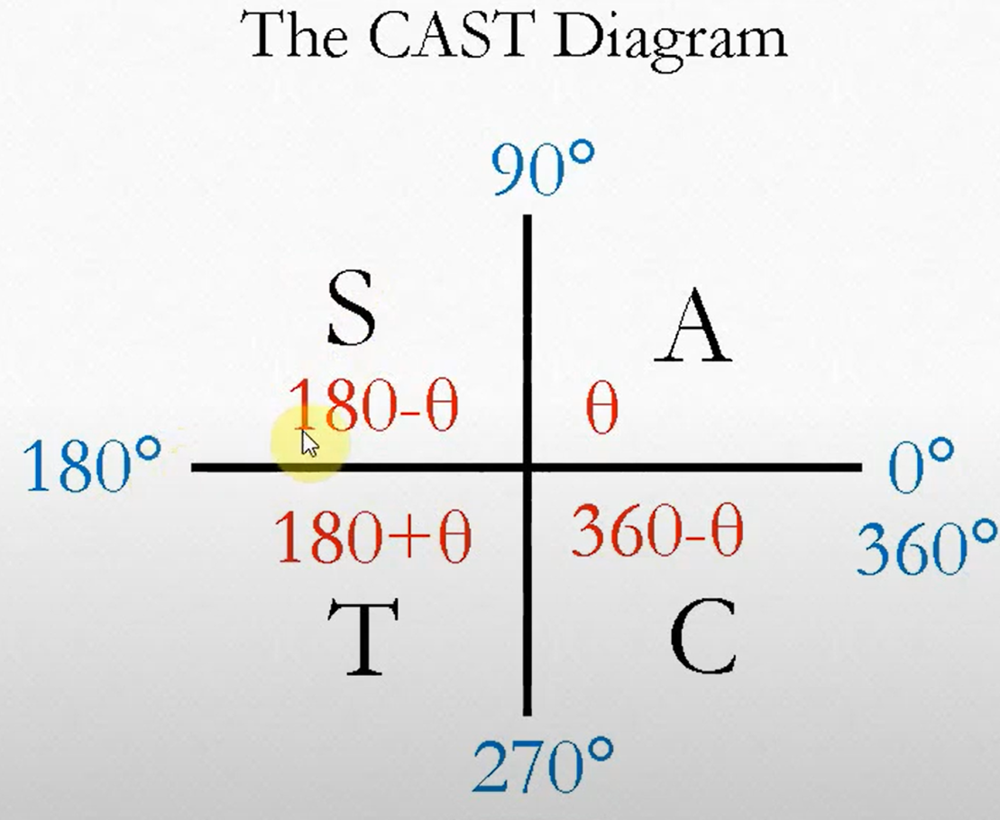 The CAST Diagram
90°
S
A
180-θ
θ
180°
0°
180+θ
360-θ
360°
T
C
270°